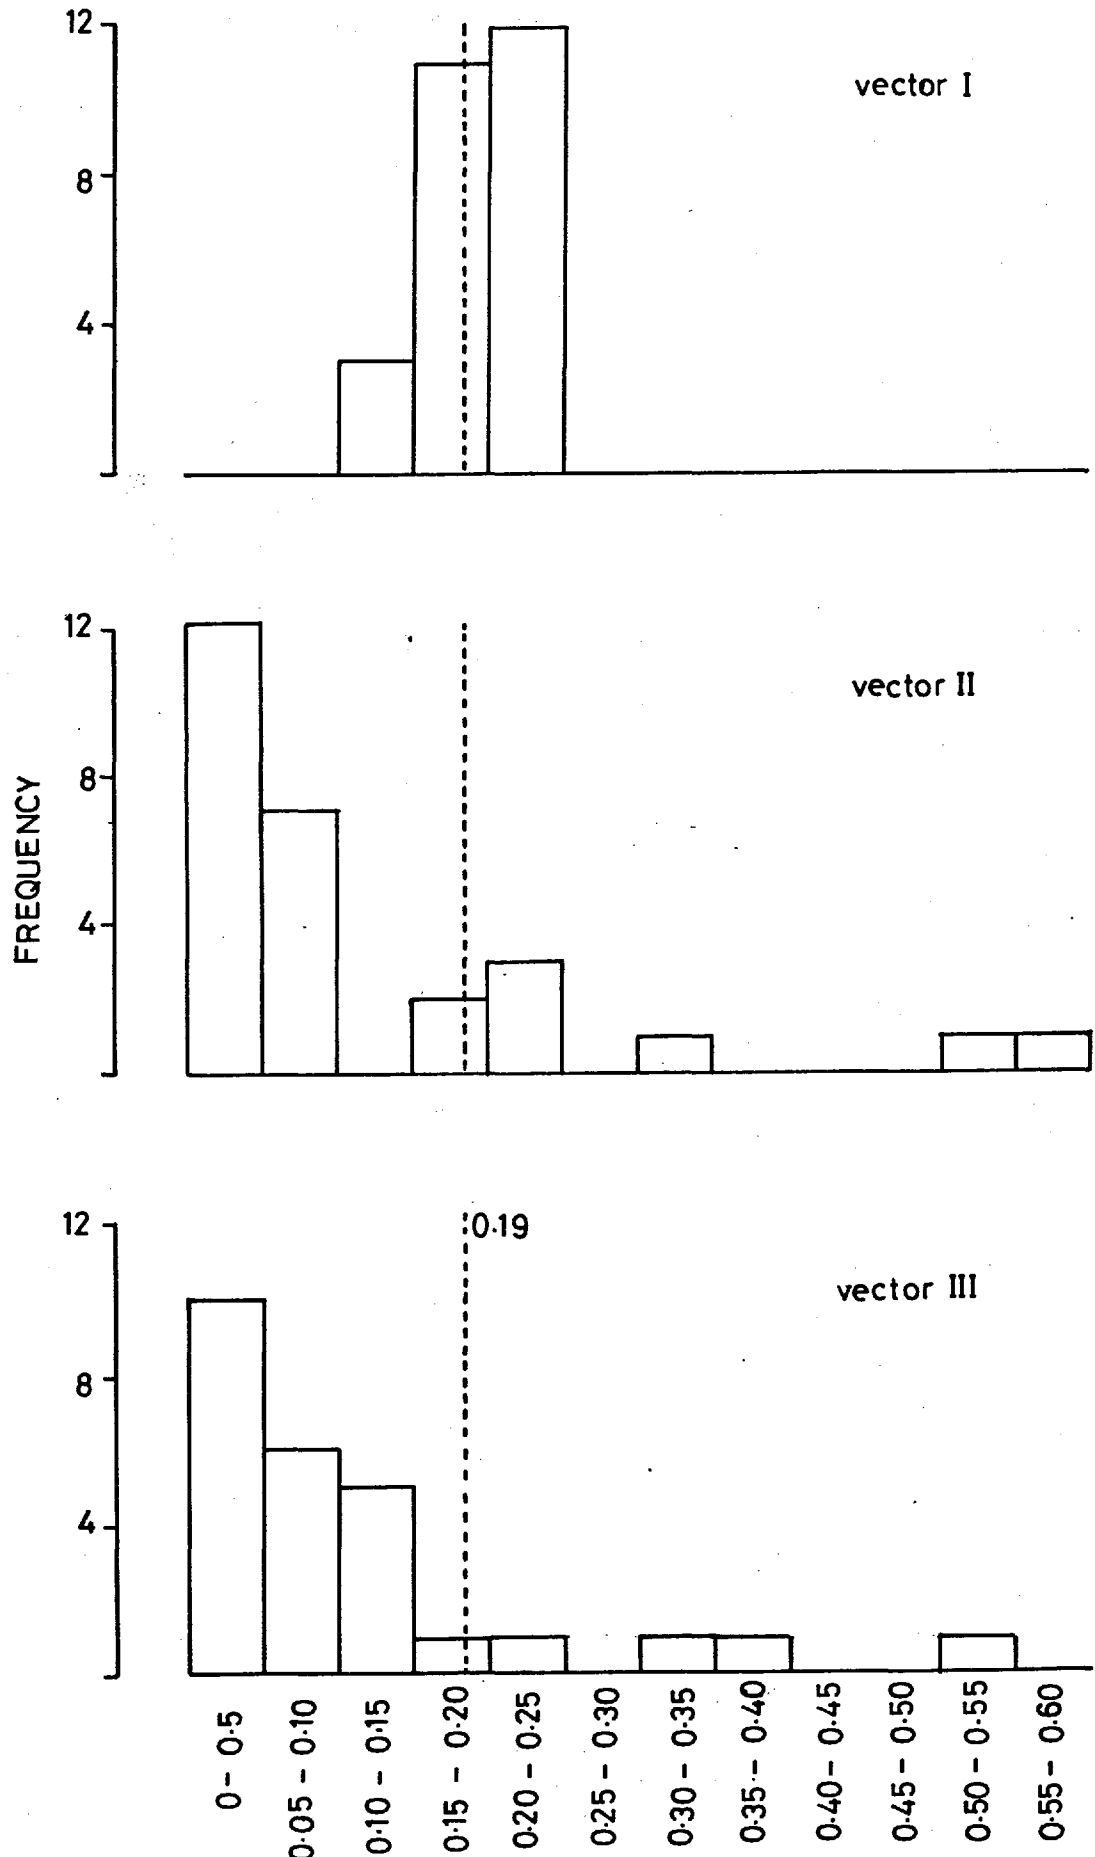 12
8
4
vector I
12
8
4
vector II
FREQUENCY
12
8
4
0·19
vector III
0 - 0·5
0·05 - 0·10
0·10 - 0·15
0·15 - 0·20
0·20 - 0·25
0·25 - 0·30
0·30 - 0·35
0·35 - 0·40
0·40 - 0·45
0·45 - 0·50
0·50 - 0·55
0·55 - 0·60